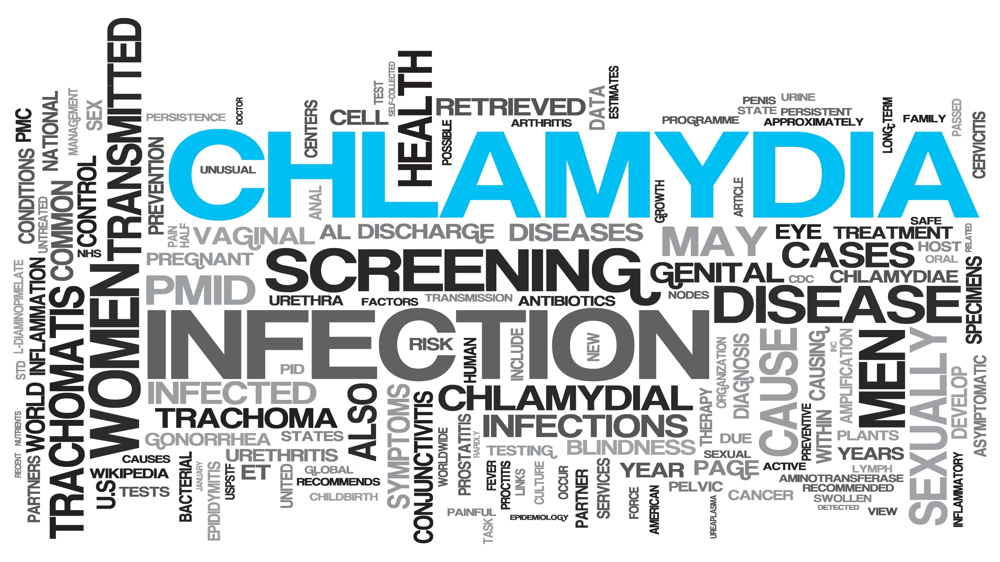 TRANSMITTED
HEALTH
PMC
NATIONAL
MANAGEMENT
SEX
PERSISTENCE
DOCTOR
CENTERS
CELL
TEST
SELF-COLLECTED
RETRIEVED
POSSIBLE
ARTHRITIS
DATA
ESTIMATES
PROGRAMME
PENIS
URINE
STATE
PERSISTENT
APPROXIMATELY
LONG-TERM
FAMILY
PASSED
CERVICITIS
CHLAMYDIA
UNUSUAL
ANAL
GROWTH
ARTICLE
CONDITIONS
UNTREATED
COMMON
CONTROL
NHS
PREVENTION
PAIN
HALF
VAGINAL
AL
DISCHARGE
DISEASES
MAY
EYE
SAFE
TREATMENT
RELATED
PREGNANT
SCREENING
CASES
HOST
ORAL
PMID
GENITAL
CDC
CHLAMYDIAE
URETHRA
FACTORS
TRANSMISSION
ANTIBIOTICS
NODES
DISEASE
SPECIMENS
L-DIAMINOPIMELATE
INFLAMMATION
STD
TRACHOMATIS
WOMEN
INFECTION
PID
RISK
HUMAN
INCLUDE
NEW
ORGANIZATION
DIAGNOSIS
CAUSE
CAUSING
INC
AMPLIFICATION
MEN
SEXUALLY
DEVELOP
ASYMPTOMATIC
INFECTED
ALSO
SYMPTOMS
CONJUNCTIVITIS
CHLAMYDIAL
THERAPY
WORLD
NUTRIENTS
RECENT
PARTNERS
TRACHOMA
GONORRHEA
STATES
WORLDWIDE
PROSTATITIS
RAPIDLY
INFECTIONS
TESTING
BLINDNESS
DUE
PREVENTIVE
WITHIN
PLANTS
CAUSES
URETHRITIS
SEXUAL
YEARS
WIKIPEDIA
U.S
TESTS
BACTERIAL
JANUARY
EPIDIDYMITIS
USPSTF
ET
UNITED
GLOBAL
RECOMMENDS
CHILDBIRTH
FEVER
PROCTITIS
LINKS
CULTURE
OCCUR
PARTNER
SERVICES
YEAR
PAGE
ACTIVE
LYMPH
AMINOTRANSFERASE
INFLAMMATORY
FORCE
AMERICAN
PELVIC
UREAPLASMA
CANCER
RECOMMENDED
SWOLLEN
DETECTED
VIEW
PAINFUL
TASK
EPIDEMIOLOGY